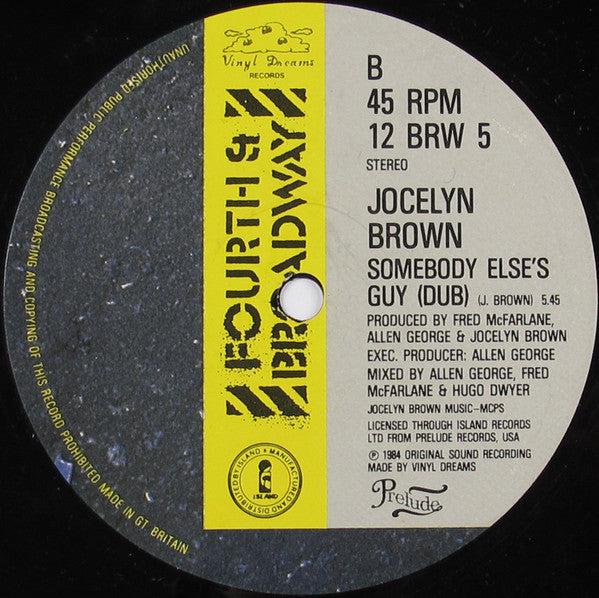 Vinyl Dreams
RECORDS
FOURTH &
BROADWAY
MANUFACTURED AND DISTRIBUTED BY ISLAND
ISLAND
B
45 RPM
12 BRW 5
STEREO
JOCELYN
BROWN
SOMEBODY ELSE'S
GUY (DUB) (J. BROWN) 5.45
PRODUCED BY FRED McFARLANE,
ALLEN GEORGE & JOCELYN BROWN
EXEC. PRODUCER: ALLEN GEORGE
MIXED BY ALLEN GEORGE, FRED
McFARLANE & HUGO DWYER
JOCELYN BROWN MUSIC-MCPS
LICENSED THROUGH ISLAND RECORDS
LTD FROM PRELUDE RECORDS, USA
℗ 1984 ORIGINAL SOUND RECORDING
MADE BY VINYL DREAMS
Prelude
UNAUTHORISED PUBLIC PERFORMANCE BROADCASTING AND COPYING OF THIS RECORD PROHIBITED MADE IN GT. BRITAIN